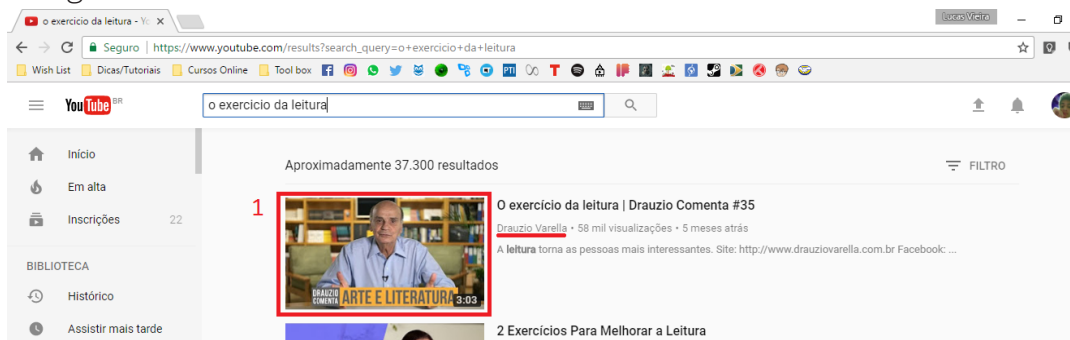 o exercicio da leitura - Yo
Lucas Vieira
Seguro | https://www.youtube.com/results?search_query=o+exercicio+da+leitura
Wish List Dicas/Tutoriais Cursos Online Tool box
YouTube BR
o exercicio da leitura
Início
Em alta
Inscrições 22
BIBLIOTECA
Histórico
Assistir mais tarde
Aproximadamente 37.300 resultados
FILTRO
1
DRAUZIO
COMENTA ARTE E LITERATURA 3:03
O exercício da leitura | Drauzio Comenta #35
Drauzio Varella • 58 mil visualizações • 5 meses atrás
A leitura torna as pessoas mais interessantes. Site: http://www.drauziovarella.com.br Facebook: ...
2 Exercícios Para Melhorar a Leitura